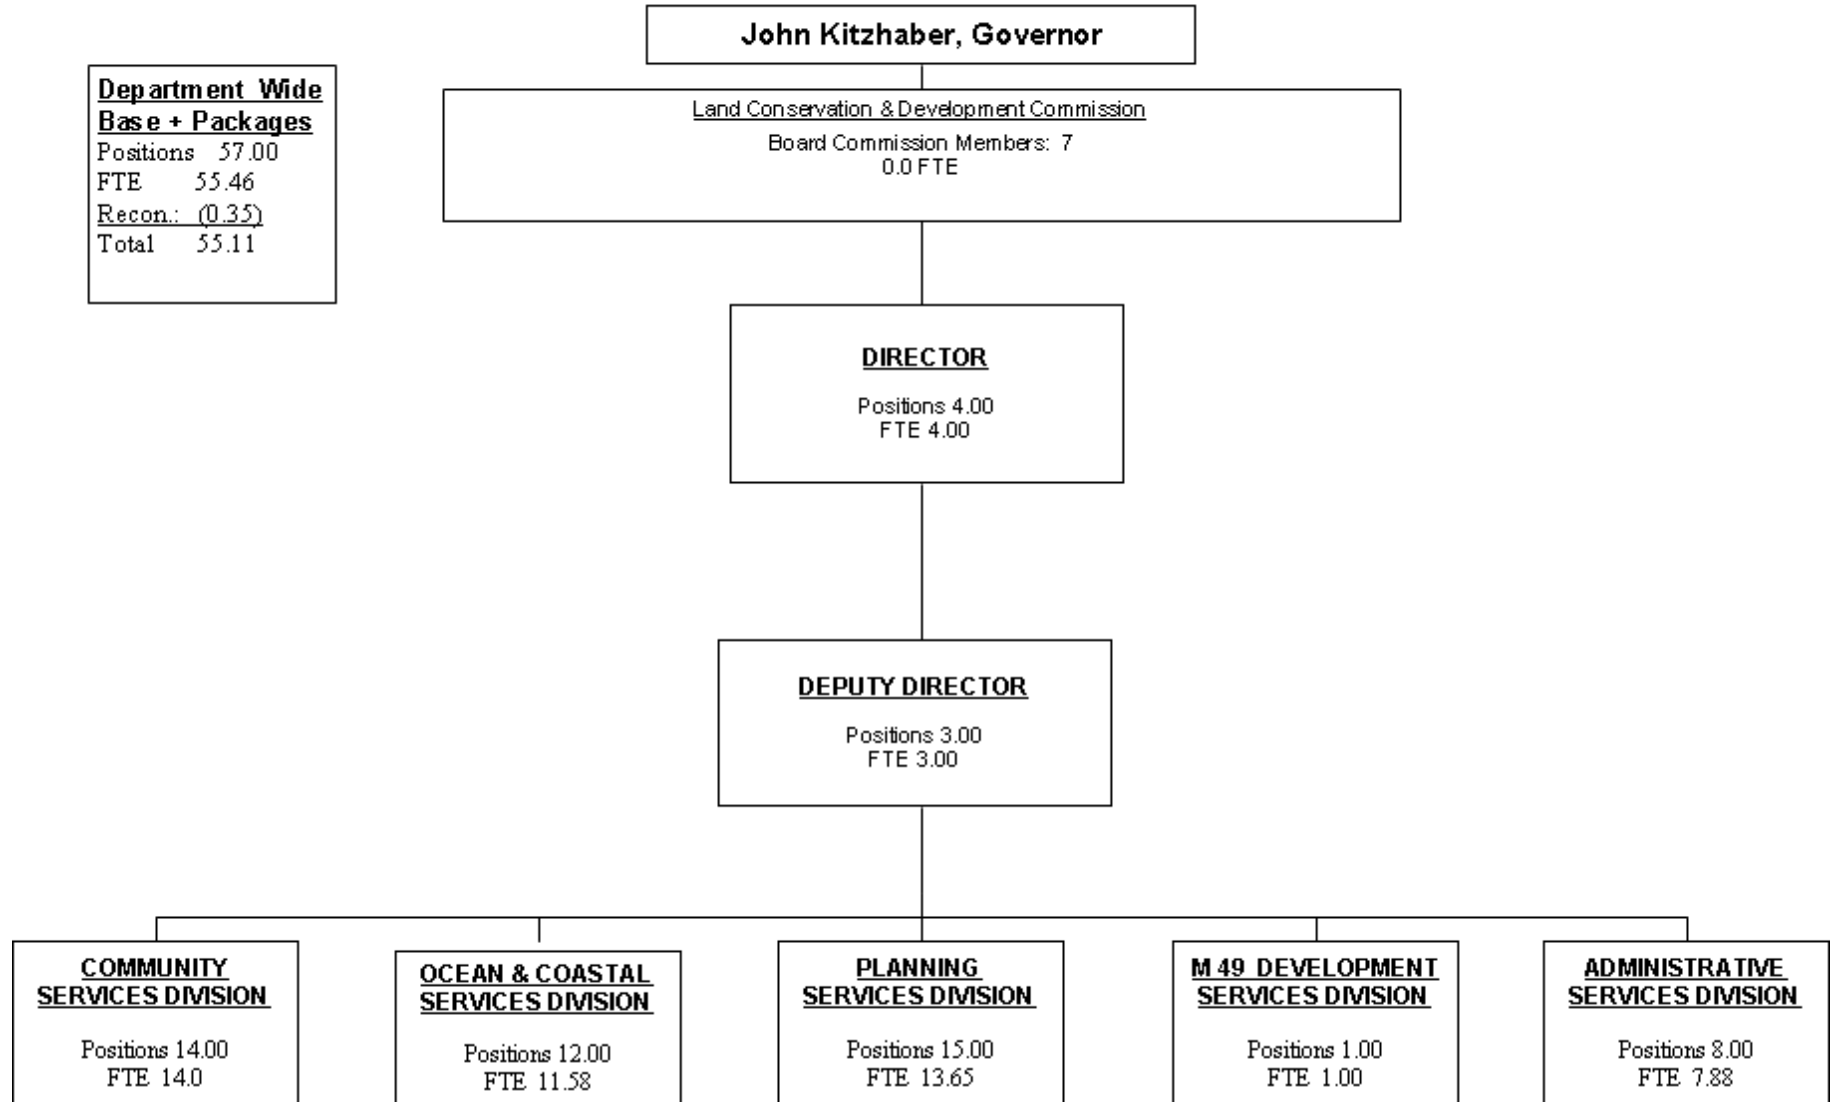 John Kitzhaber, Governor
Department Wide
Base + Packages
Positions 57.00
FTE 55.46
Recon.: (0.35)
Total 55.11
Land Conservation & Development Commission
Board Commission Members: 7
0.0 FTE
DIRECTOR
Positions 4.00
FTE 4.00
DEPUTY DIRECTOR
Positions 3.00
FTE 3.00
COMMUNITY
SERVICES DIVISION
Positions 14.00
FTE 14.0
OCEAN & COASTAL
SERVICES DIVISION
Positions 12.00
FTE 11.58
PLANNING
SERVICES DIVISION
Positions 15.00
FTE 13.65
M 49 DEVELOPMENT
SERVICES DIVISION
Positions 1.00
FTE 1.00
ADMINISTRATIVE
SERVICES DIVISION
Positions 8.00
FTE 7.88